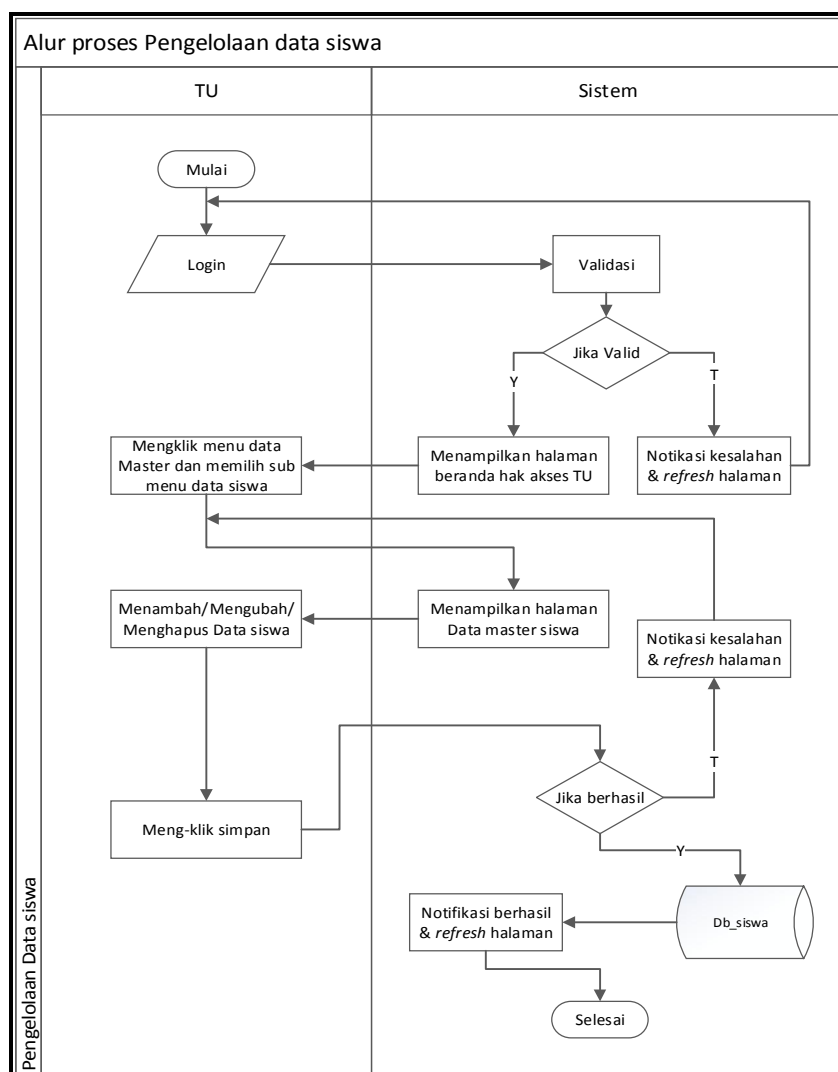 Alur proses Pengelolaan data siswa
TU
Sistem
Mulai
Login
Validasi
Jika Valid
Y
T
Mengklik menu data
Master dan memilih sub
menu data siswa
Menampilkan halaman
beranda hak akses TU
Notikasi kesalahan
& refresh halaman
Menambah/Mengubah/
Menghapus Data siswa
Menampilkan halaman
Data master siswa
Notikasi kesalahan
& refresh halaman
T
Jika berhasil
Meng-klik simpan
Y
Db_siswa
Notifikasi berhasil
& refresh halaman
Selesai
Pengelolaan Data siswa